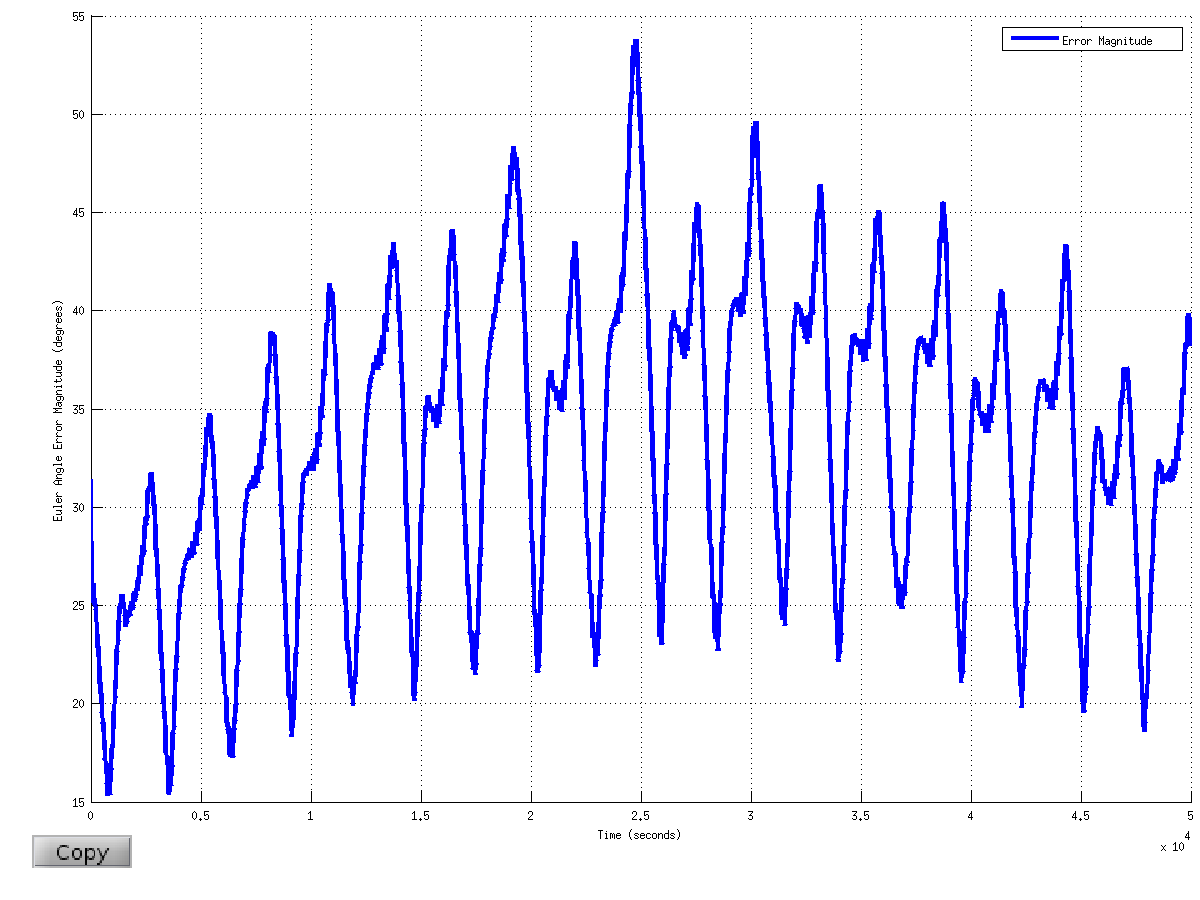 55
Error Magnitude
50
45
40
35
30
25
20
15
Euler Angle Error Magnitude (degrees)
0 0.5 1 1.5 2 2.5 3 3.5 4 4.5 5
Time (seconds)
x 10 4
Copy